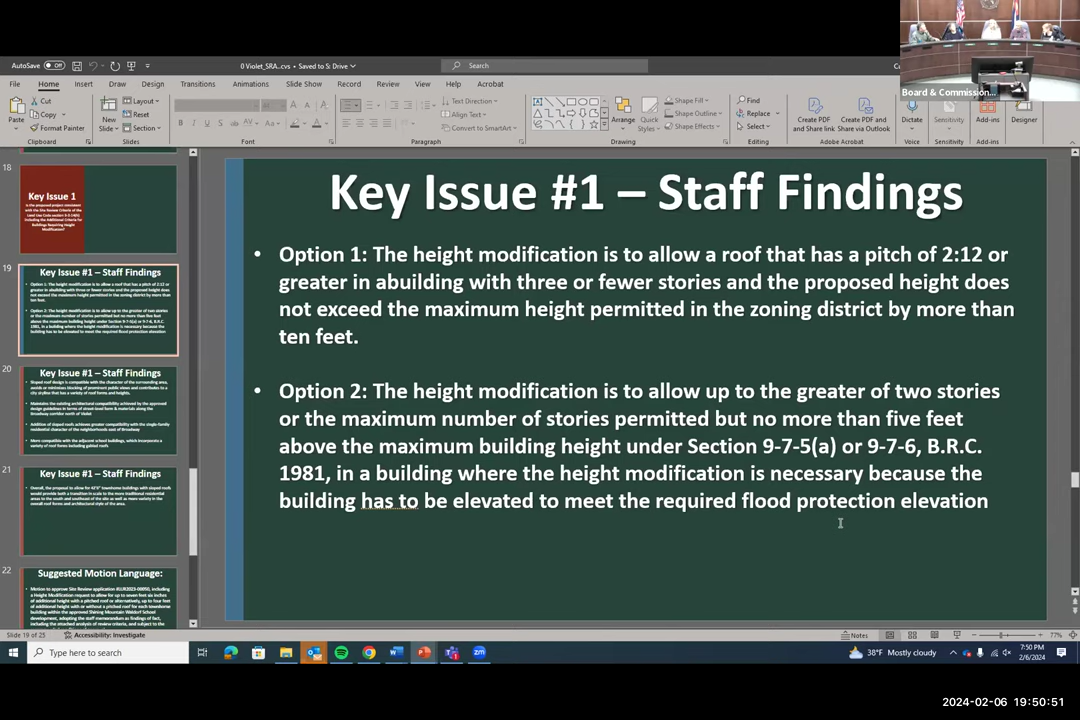 AutoSave Off
0 Violet_SRA...cvs • Saved to S: Drive
Search
Board & Commission...
File Home Insert Draw Design Transitions Animations Slide Show Record Review View Help Acrobat
Paste
Cut
Copy
Format Painter
Clipboard
New Slide
Layout
Reset
Section
Slides
Font
Text Direction
Align Text
Convert to SmartArt
Paragraph
Arrange
Quick Styles
Shape Fill
Shape Outline
Shape Effects
Drawing
Find
Replace
Select
Editing
Create PDF and Share link
Create PDF and Share via Outlook
Adobe Acrobat
Dictate
Voice
Sensitivity
Sensitivity
Add-ins
Add-ins
Designer
18
Key Issue 1
19
Key Issue #1 – Staff Findings
20
Key Issue #1 – Staff Findings
21
Key Issue #1 – Staff Findings
22
Suggested Motion Language:
Key Issue #1 – Staff Findings
• Option 1: The height modification is to allow a roof that has a pitch of 2:12 or
greater in abuilding with three or fewer stories and the proposed height does
not exceed the maximum height permitted in the zoning district by more than
ten feet.
• Option 2: The height modification is to allow up to the greater of two stories
or the maximum number of stories permitted but no more than five feet
above the maximum building height under Section 9-7-5(a) or 9-7-6, B.R.C.
1981, in a building where the height modification is necessary because the
building has to be elevated to meet the required flood protection elevation
Slide 19 of 25
Accessibility: Investigate
Notes
77%
Type here to search
38°F Mostly cloudy
7:50 PM
2/6/2024
2024-02-06 19:50:51